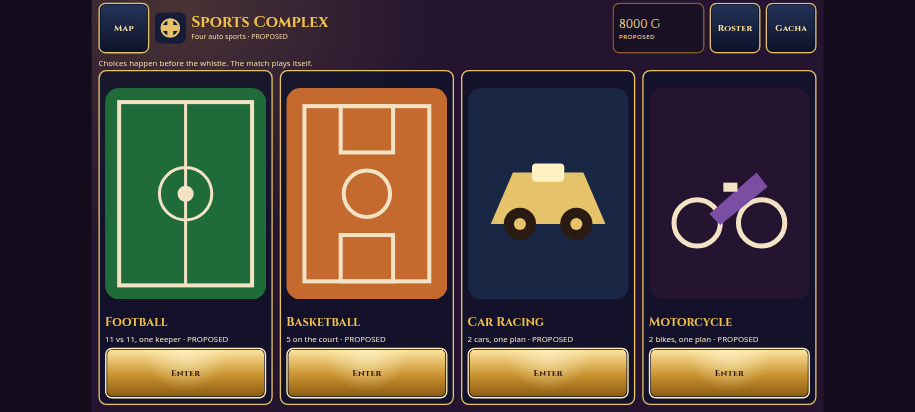 Map
Sports Complex
Four auto sports · PROPOSED
8000 G
PROPOSED
Roster
Gacha
Choices happen before the whistle. The match plays itself.
Football
11 vs 11, one keeper · PROPOSED
Enter
Basketball
5 on the court · PROPOSED
Enter
Car Racing
2 cars, one plan · PROPOSED
Enter
Motorcycle
2 bikes, one plan · PROPOSED
Enter